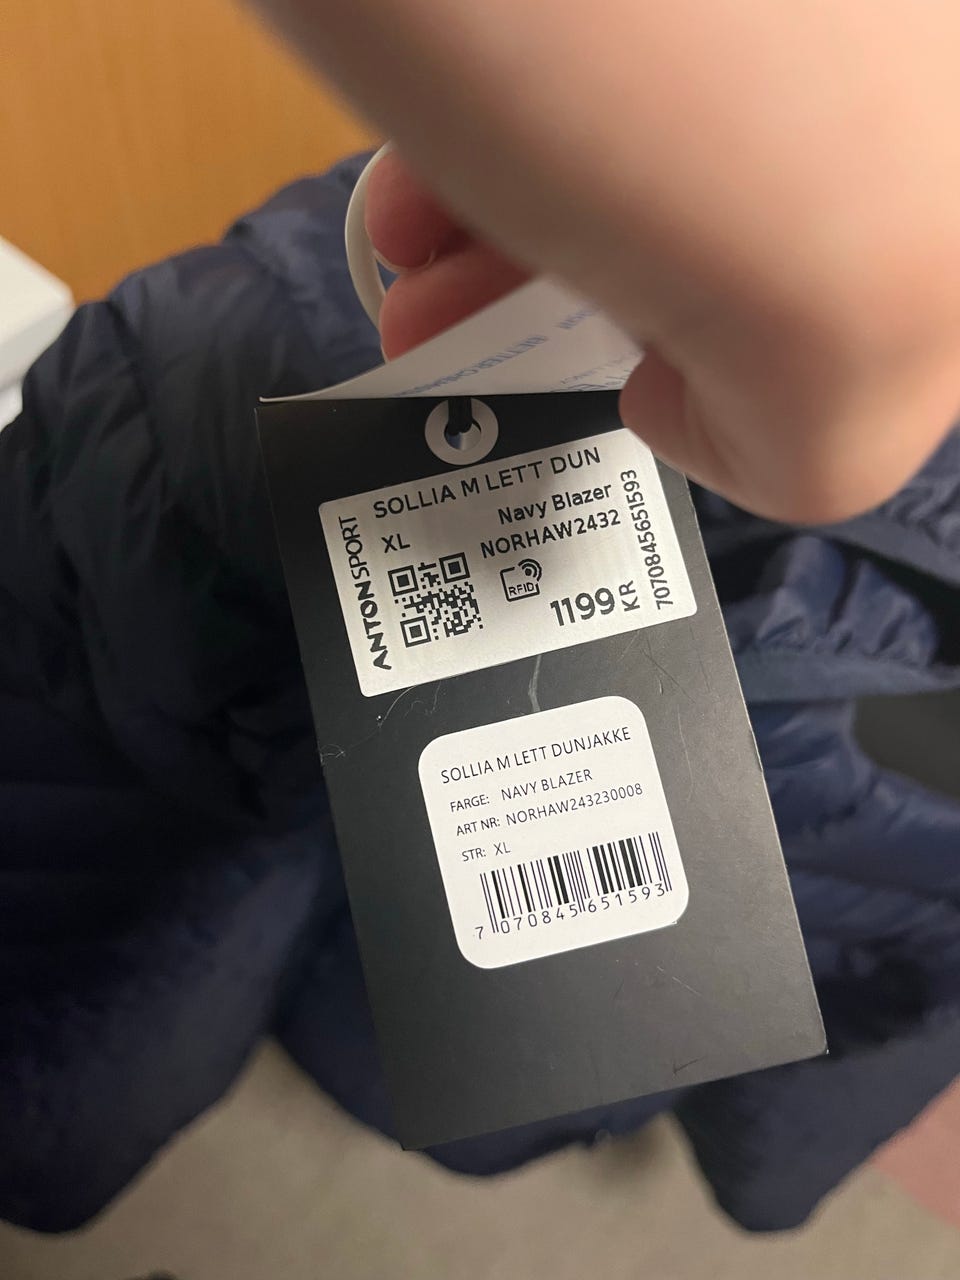 BETTER
SOLLIA M LETT DUN
Navy Blazer
XL
NORHAW2432
ANTON SPORT
RFID
1199 KR
7070845651593
SOLLIA M LETT DUNJAKKE
FARGE: NAVY BLAZER
ART NR: NORHAW243230008
STR: XL
7 070845 651593